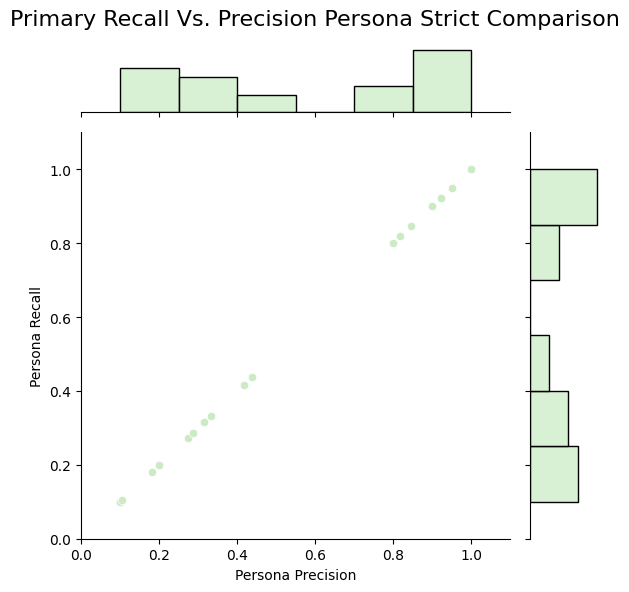 Primary Recall Vs. Precision Persona Strict Comparison
1.0
0.8
0.6
0.4
0.2
0.0
Persona Recall
0.0 0.2 0.4 0.6 0.8 1.0
Persona Precision